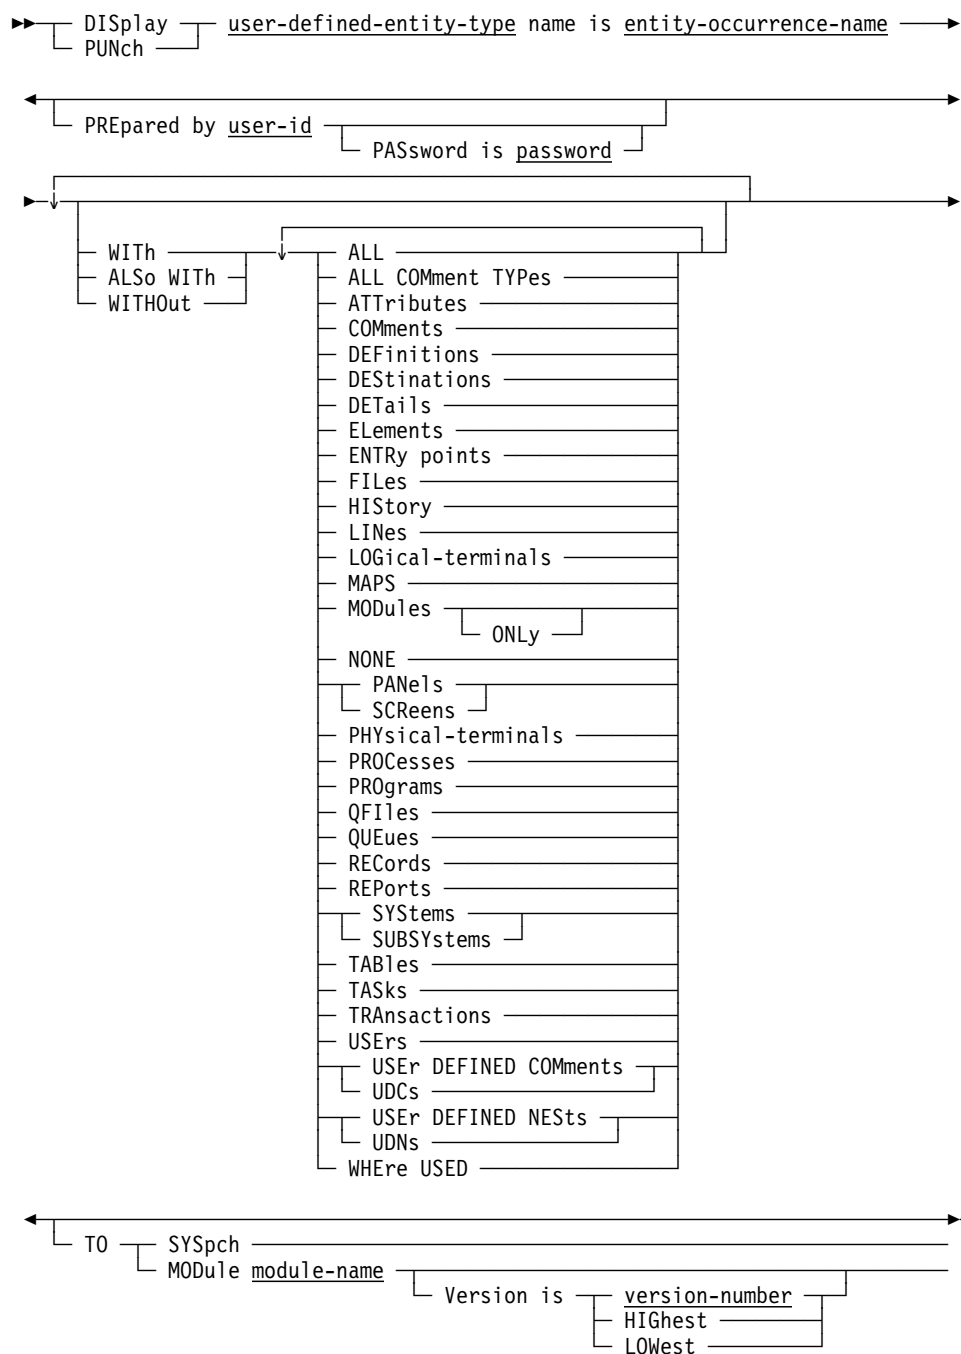 DISplay user-defined-entity-type name is entity-occurrence-name
PUNch
PREpared by user-id
PASsword is password
WITh ALL
ALSo WITh ALL COMment TYPes
WITHOut ATTributes
COMments
DEFinitions
DEStinations
DETails
ELements
ENTRy points
FILes
HIStory
LINes
LOGical-terminals
MAPS
MODules
ONLy
NONE
PANels
SCReens
PHYsical-terminals
PROCesses
PROgrams
QFIles
QUEues
RECords
REPorts
SYStems
SUBSYstems
TABles
TASks
TRAnsactions
USErs
USEr DEFINED COMments
UDCs
USEr DEFINED NESts
UDNs
WHEre USED
TO SYSpch
MODule module-name
Version is version-number
HIGhest
LOWest